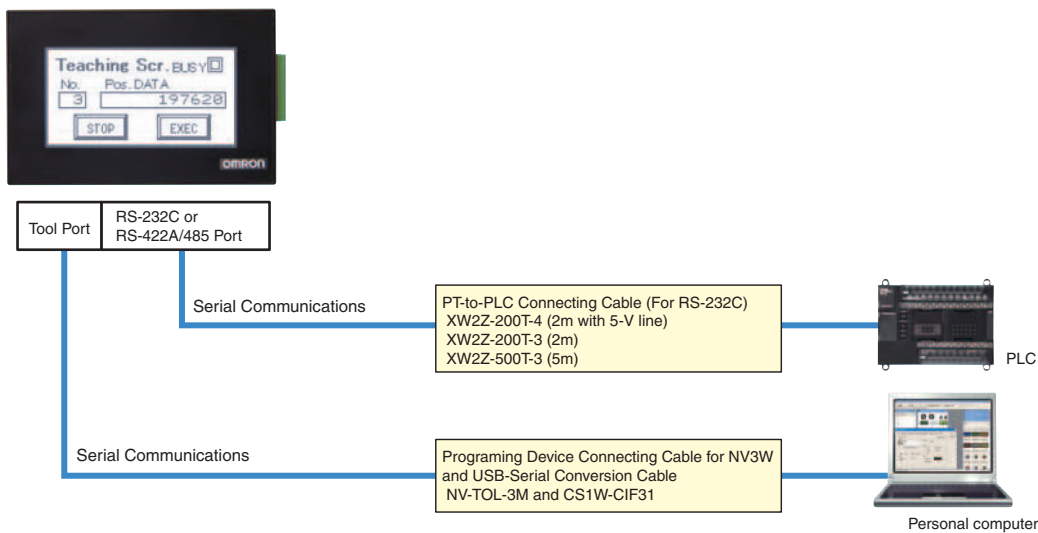 Teaching Scr. BUSY
No. Pos.DATA
3 197620
STOP EXEC
OMRON
Tool Port
RS-232C or
RS-422A/485 Port
Serial Communications
PT-to-PLC Connecting Cable (For RS-232C)
XW2Z-200T-4 (2m with 5-V line)
XW2Z-200T-3 (2m)
XW2Z-500T-3 (5m)
PLC
Serial Communications
Programing Device Connecting Cable for NV3W
and USB-Serial Conversion Cable
NV-TOL-3M and CS1W-CIF31
Personal computer